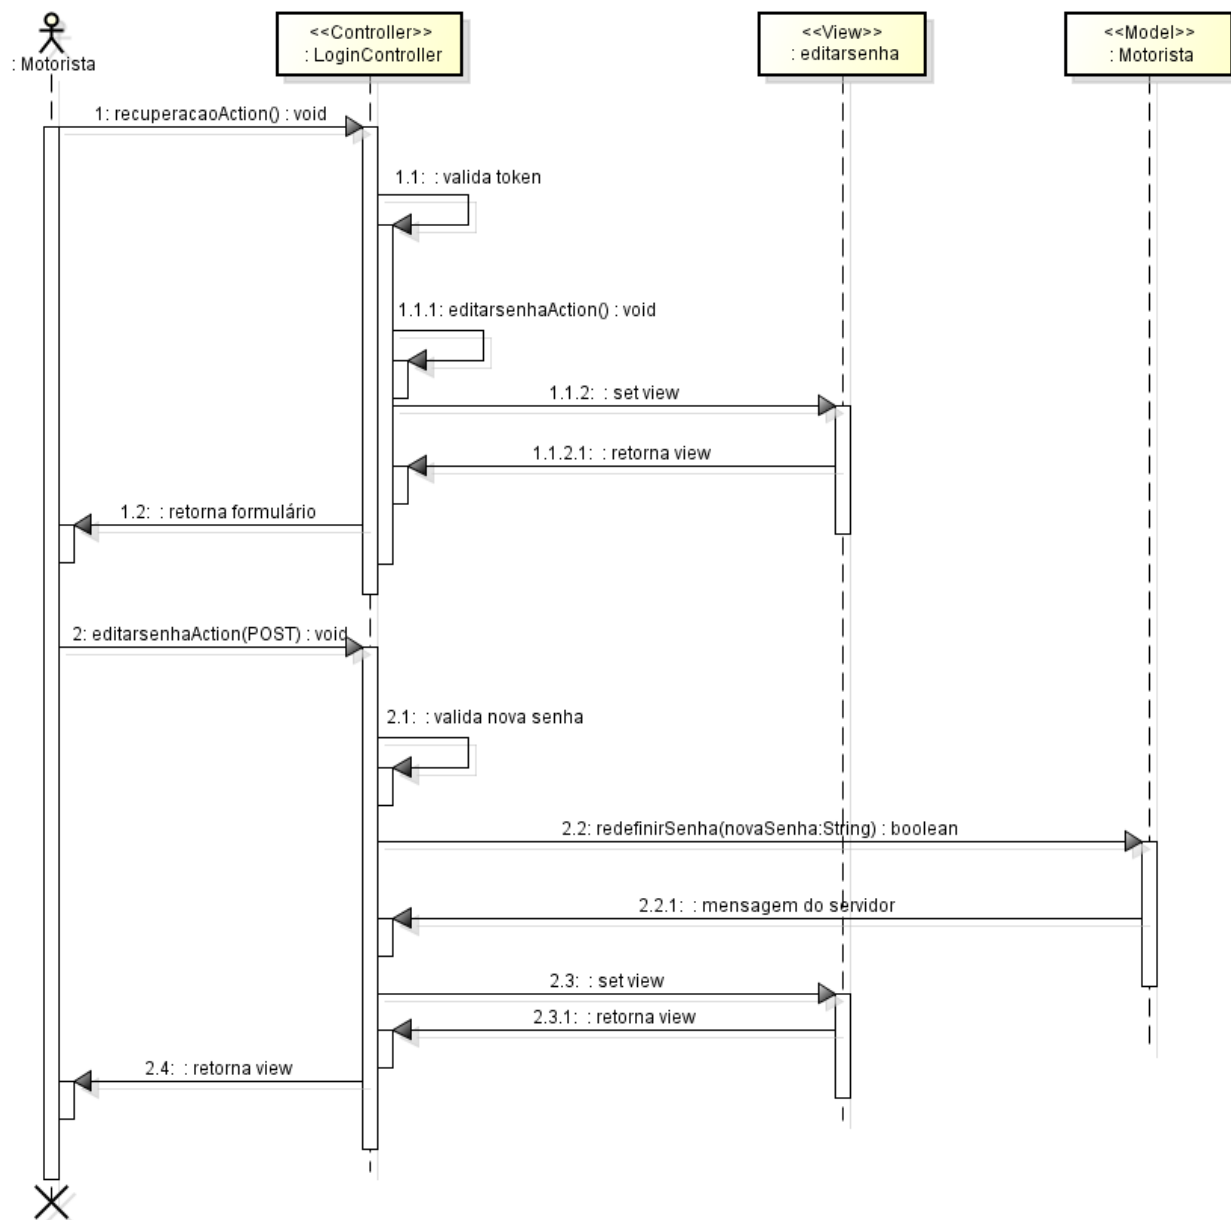 : Motorista
<<Controller>>
: LoginController
<<View>>
: editarsenha
<<Model>>
: Motorista
1: recuperacaoAction() : void
1.1:  : valida token
1.1.1: editarsenhaAction() : void
1.1.2:  : set view
1.1.2.1:  : retorna view
1.2:  : retorna formulário
2: editarsenhaAction(POST) : void
2.1:  : valida nova senha
2.2: redefinirSenha(novaSenha:String) : boolean
2.2.1:  : mensagem do servidor
2.3:  : set view
2.3.1:  : retorna view
2.4:  : retorna view